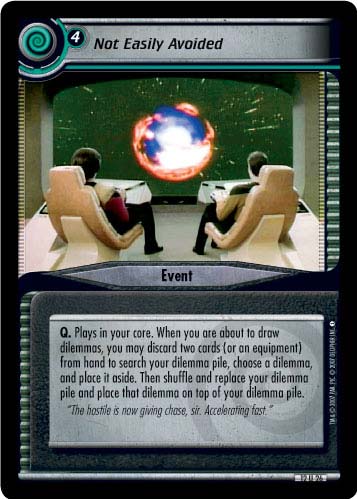 4 Not Easily Avoided
Event
Q. Plays in your core. When you are about to draw
dilemmas, you may discard two cards (or an equipment)
from hand to search your dilemma pile, choose a dilemma,
and place it aside. Then shuffle and replace your dilemma
pile and place that dilemma on top of your dilemma pile.
"The hostile is now giving chase, sir. Accelerating fast."
12 U 26